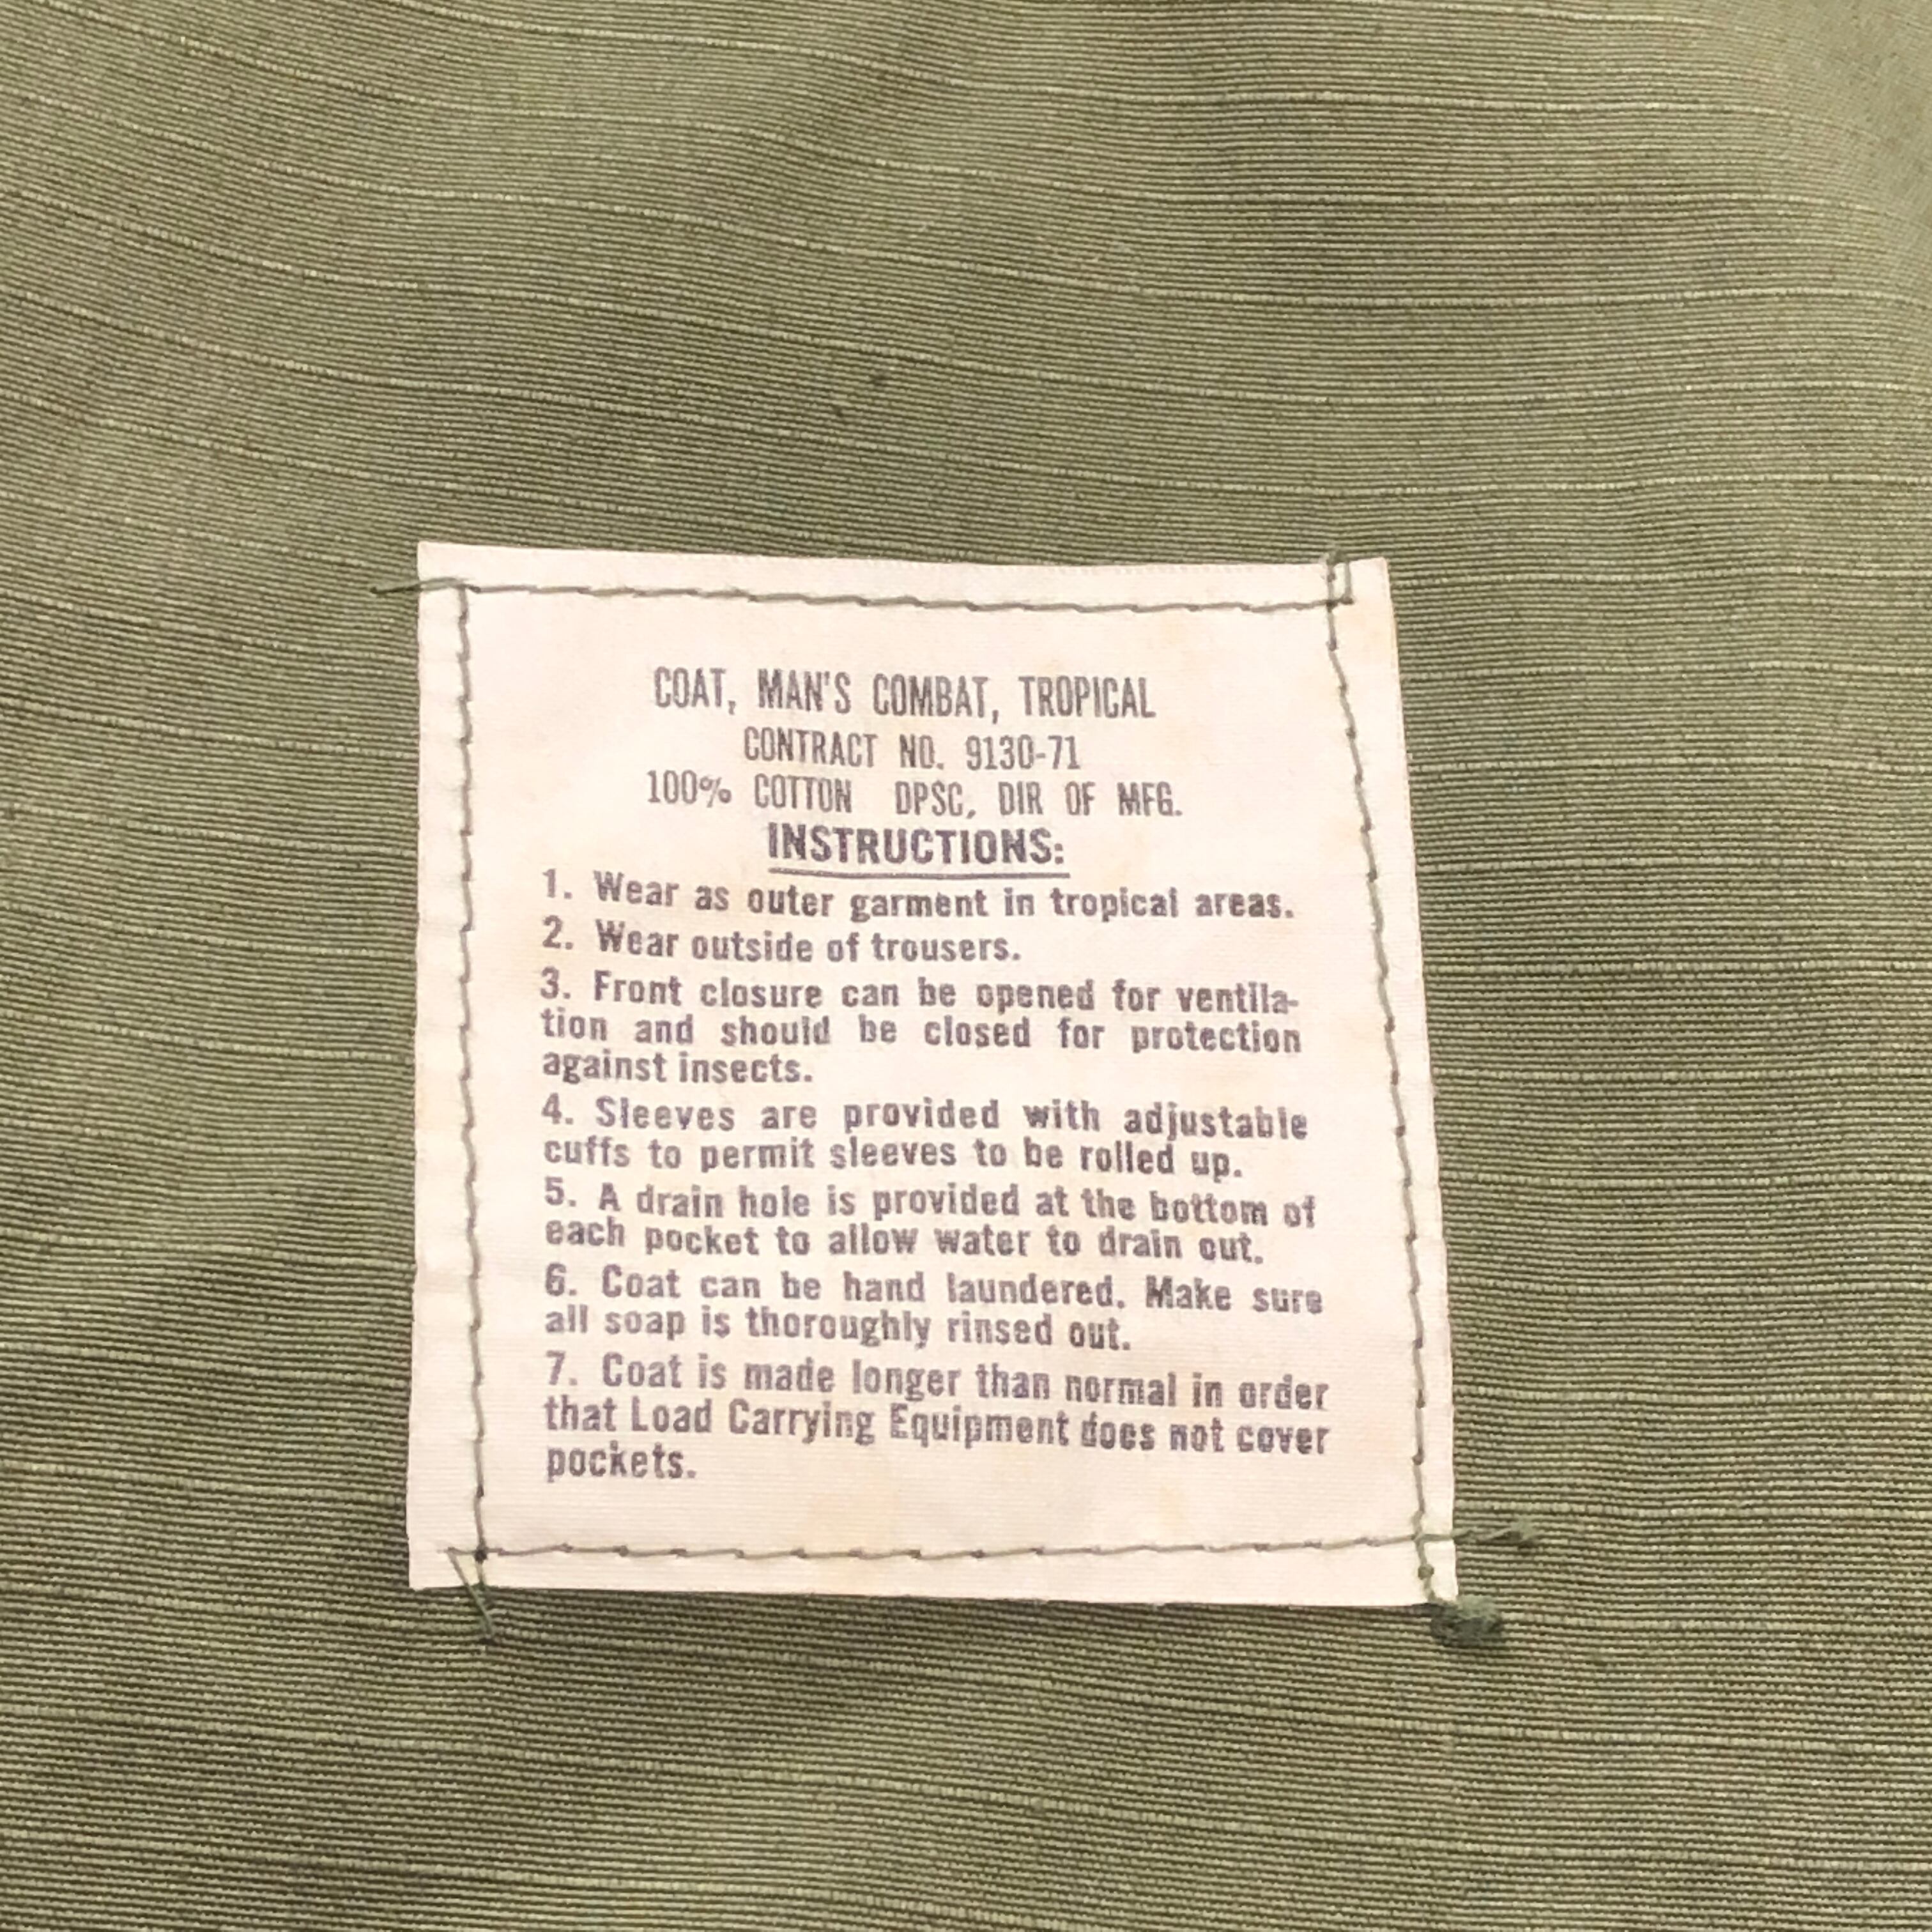 COAT, MAN'S COMBAT, TROPICAL
CONTRACT NO. 9130-71
100% COTTON DPSC, DIR OF MFG.
INSTRUCTIONS:
1. Wear as outer garment in tropical areas.
2. Wear outside of trousers.
3. Front closure can be opened for ventila-
tion and should be closed for protection
against insects.
4. Sleeves are provided with adjustable
cuffs to permit sleeves to be rolled up.
5. A drain hole is provided at the bottom of
each pocket to allow water to drain out.
6. Coat can be hand laundered. Make sure
all soap is thoroughly rinsed out.
7. Coat is made longer than normal in order
that Load Carrying Equipment does not cover
pockets.